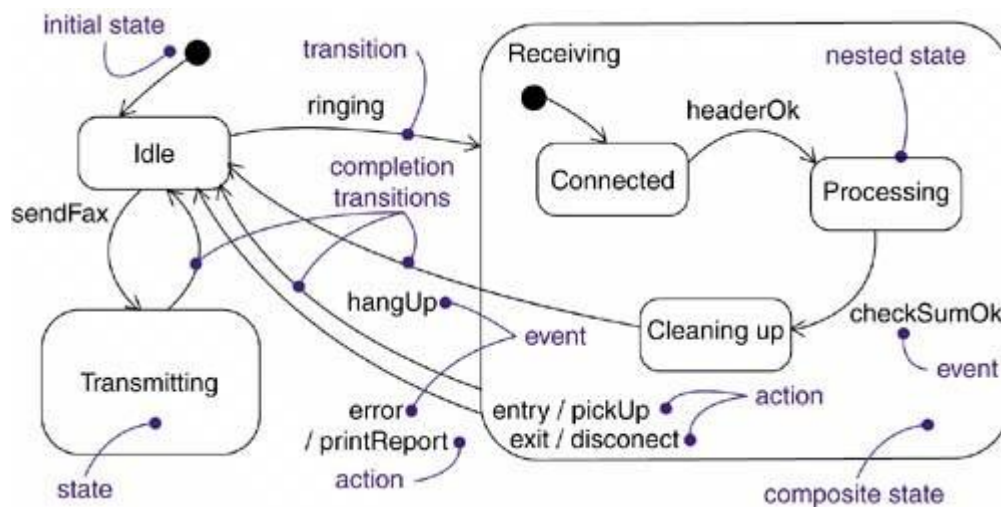 initial state
transition
Receiving
nested state
ringing
headerOk
Idle
completion
transitions
Connected
Processing
sendFax
hangUp
event
Cleaning up
checkSumOk
event
Transmitting
error
/ printReport
entry / pickUp
exit / disconect
action
state
action
composite state